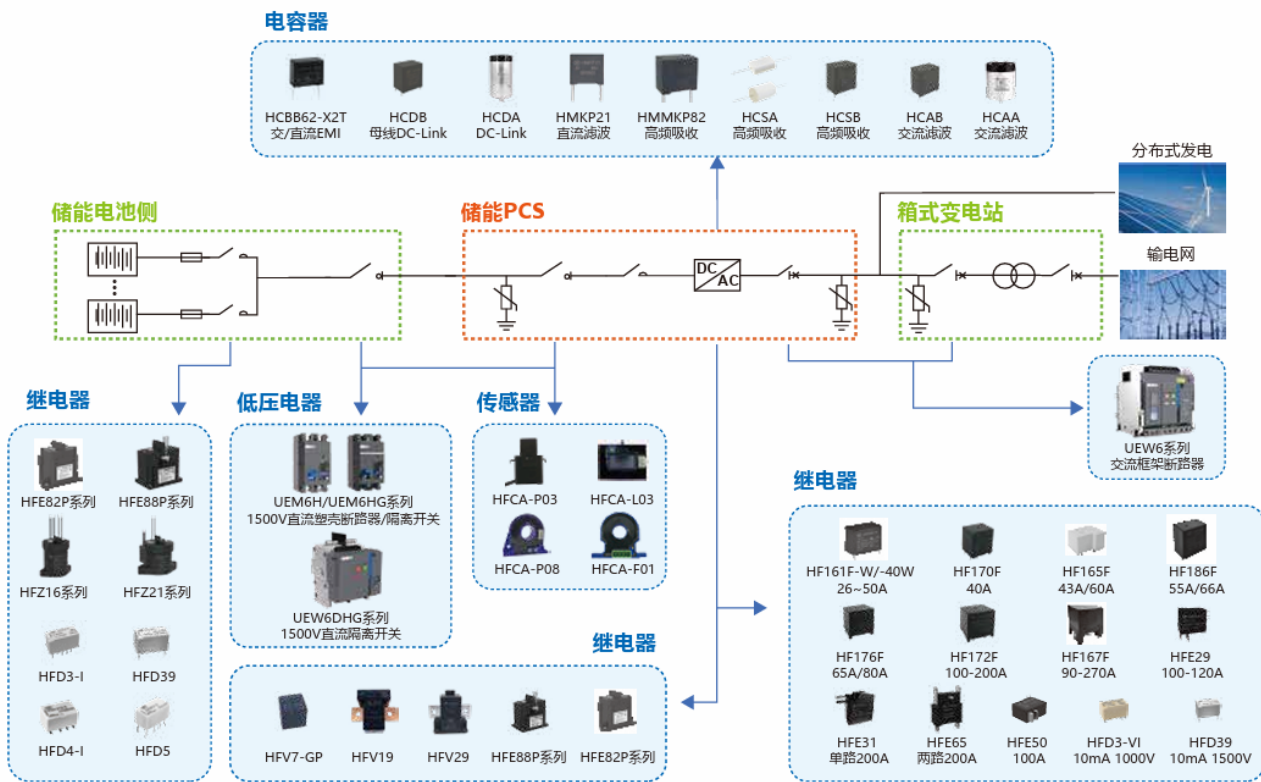 电容器
HCBB62-X2T
交/直流EMI
HCDB
母线DC-Link
HCDA
DC-Link
HMKP21
直流滤波
HMMKP82
高频吸收
HCSA
高频吸收
HCSB
高频吸收
HCAB
交流滤波
HCAA
交流滤波
分布式发电
储能电池侧
储能PCS
箱式变电站
输电网
DC
AC
继电器
HFE82P系列
HFE88P系列
HFZ16系列
HFZ21系列
HFD3-I
HFD39
HFD4-I
HFD5
低压电器
UEM6H/UEM6HG系列
1500V直流塑壳断路器/隔离开关
UEW6DHG系列
1500V直流隔离开关
传感器
HFCA-P03
HFCA-L03
HFCA-P08
HFCA-F01
UEW6系列
交流框架断路器
继电器
HFV7-GP
HFV19
HFV29
HFE88P系列
HFE82P系列
继电器
HF161F-W/-40W
26~50A
HF170F
40A
HF165F
43A/60A
HF186F
55A/66A
HF176F
65A/80A
HF172F
100-200A
HF167F
90-270A
HFE29
100-120A
HFE31
单路200A
HFE65
两路200A
HFE50
100A
HFD3-VI
10mA 1000V
HFD39
10mA 1500V